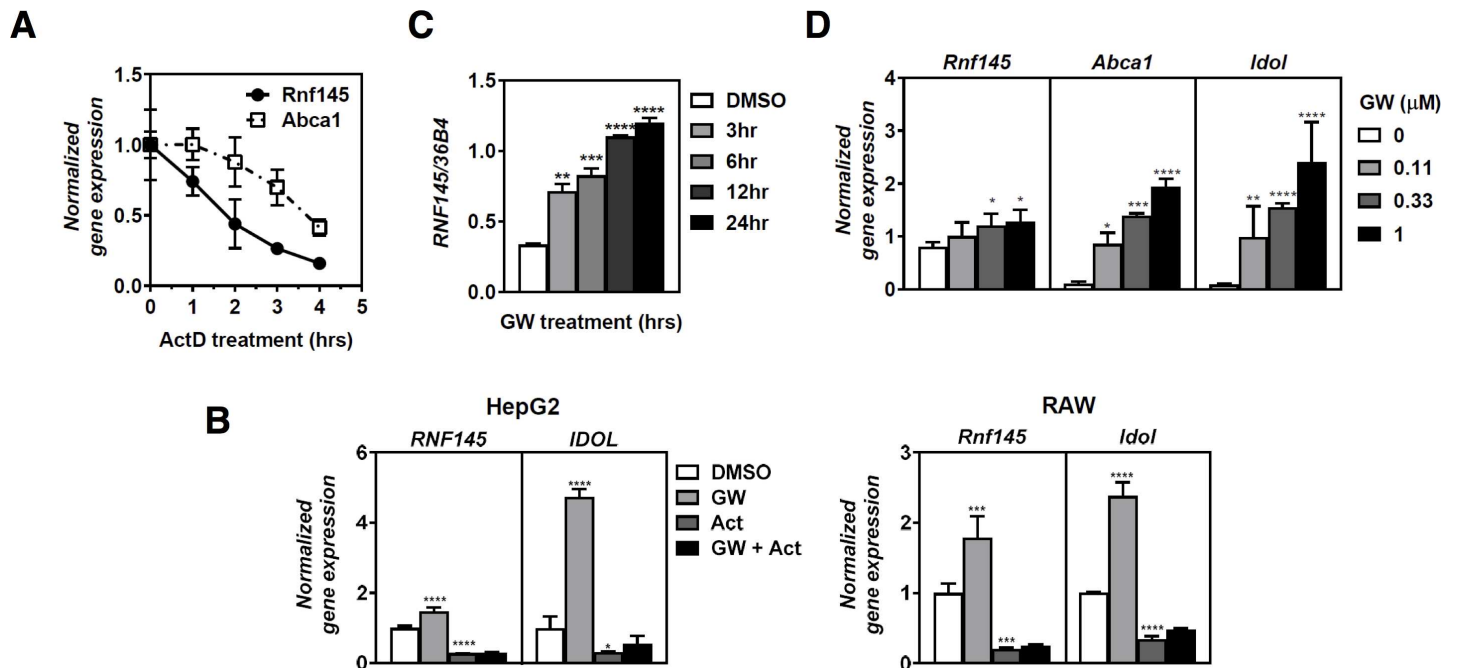 A
Normalized
gene expression
1.5
1.0
0.5
0.0
0 1 2 3 4 5
ActD treatment (hrs)
Rnf145
Abca1
C
RNF145/36B4
1.5
1.0
0.5
0.0
** *** **** ****
GW treatment (hrs)
DMSO
3hr
6hr
12hr
24hr
D
Rnf145 Abca1 Idol
Normalized
gene expression
4
3
2
1
0
* *
* *** ****
** **** ****
GW (μM)
0
0.11
0.33
1
B
HepG2
RNF145 IDOL
Normalized
gene expression
6
4
2
0
**** ****
**** *
DMSO
GW
Act
GW + Act
RAW
Rnf145 Idol
Normalized
gene expression
3
2
1
0
*** ***
**** ****